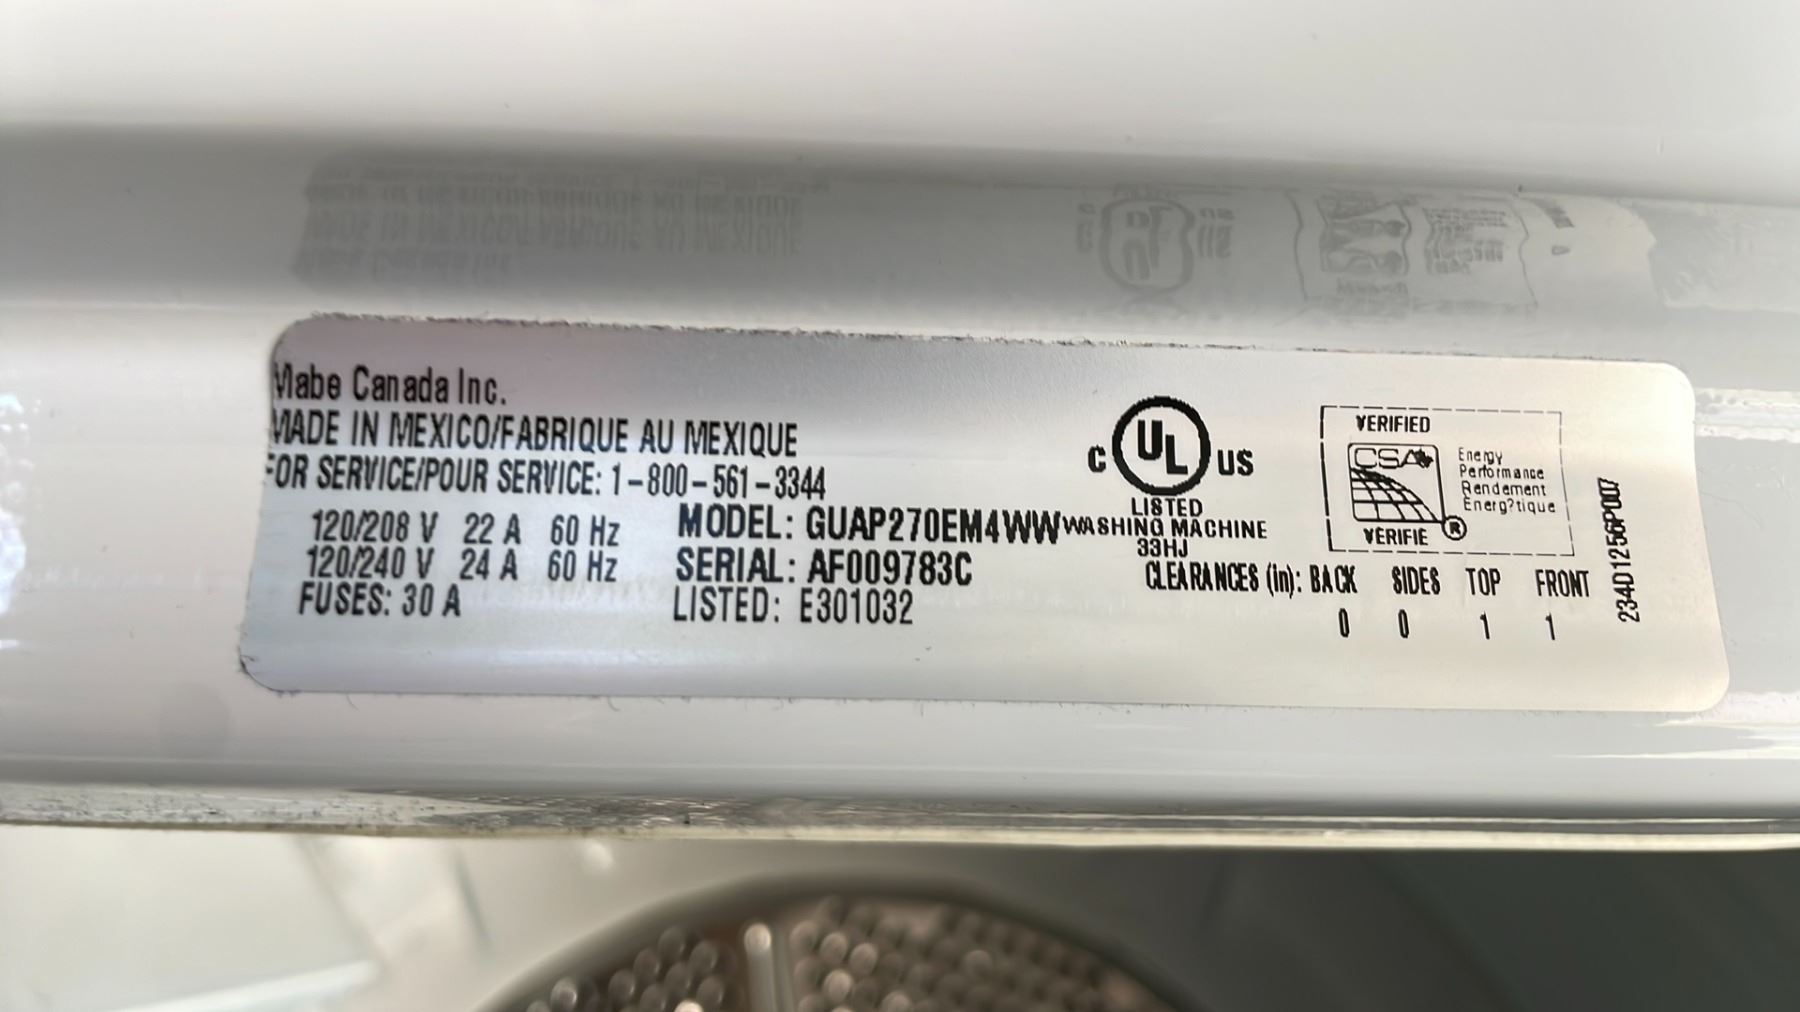 Mabe Canada Inc.
MADE IN MEXICO/FABRIQUE AU MEXIQUE
FOR SERVICE/POUR SERVICE: 1-800-561-3344
120/208 V 22 A 60 Hz
120/240 V 24 A 60 Hz
FUSES: 30 A
MODEL: GUAP270EM4WW
SERIAL: AF009783C
LISTED: E301032
C UL US
LISTED
WASHING MACHINE
33HJ
CLEARANCES (in): BACK SIDES TOP FRONT
0 0 1 1
VERIFIED
CSA
Energy
Performance
Rendement
Énerg?tique
VERIFIE ®
234D1256P007